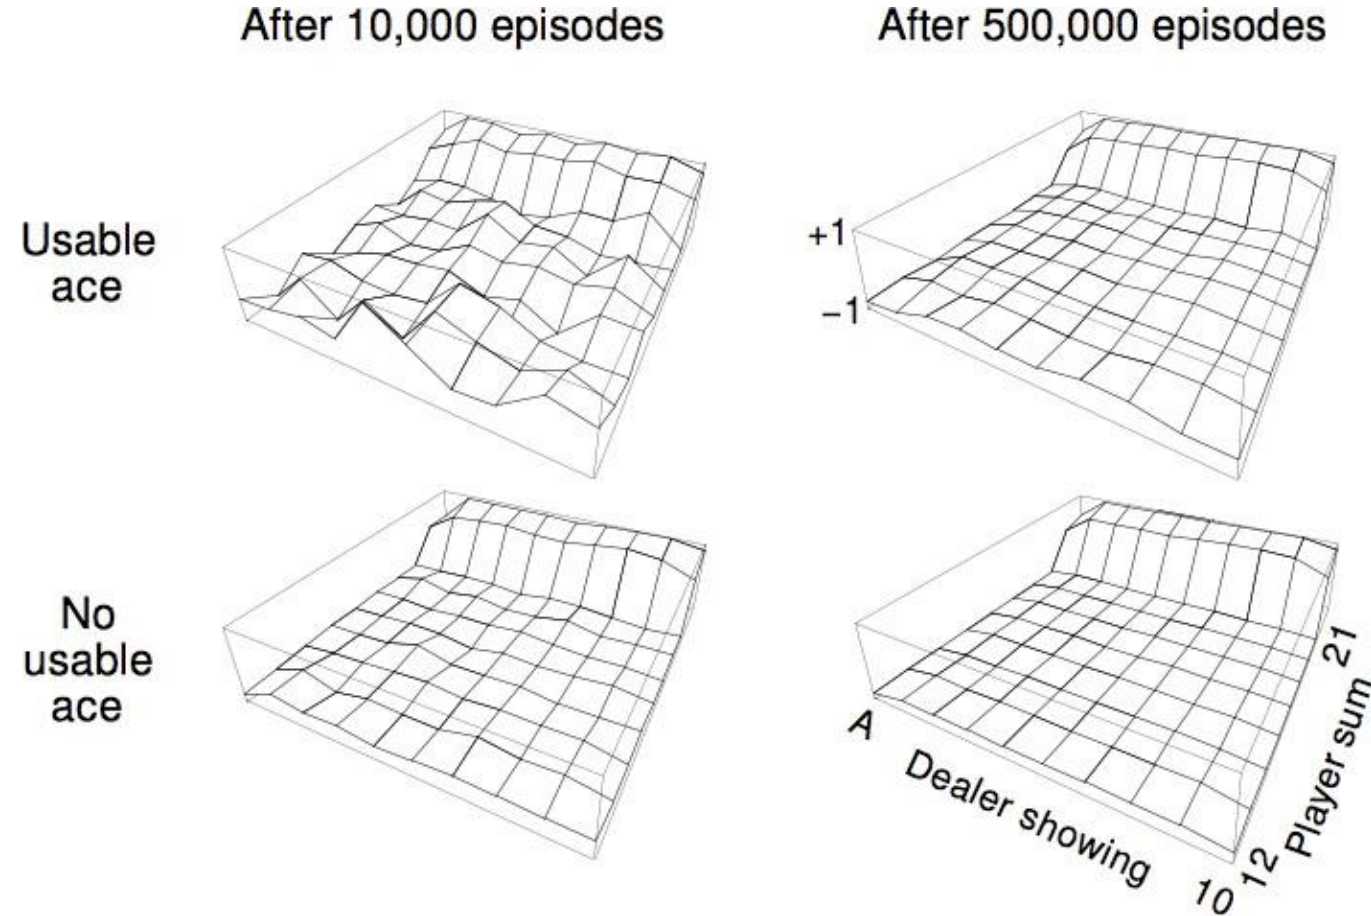 After 10,000 episodes
After 500,000 episodes
Usable
ace
+1
−1
No
usable
ace
A
Dealer showing
10
12
Player sum
21